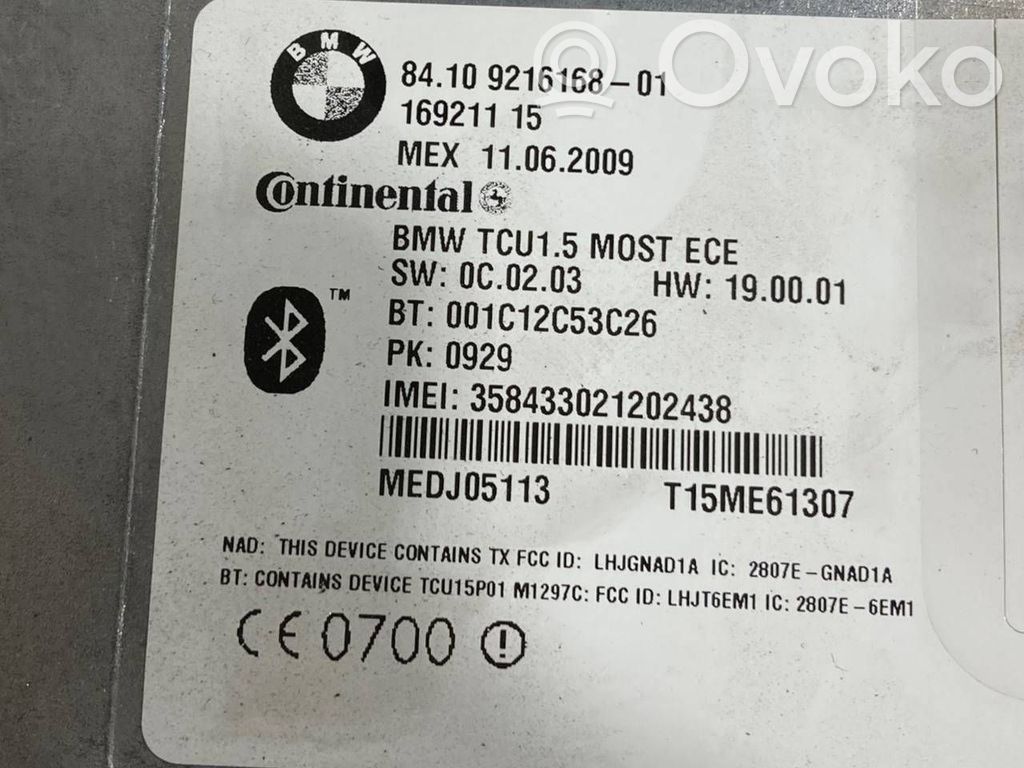 BMW
Ovoko
84.10 9216168-01
169211 15
MEX 11.06.2009
Continental
BMW TCU1.5 MOST ECE
SW: 0C.02.03 HW: 19.00.01
TM
BT: 001C12C53C26
PK: 0929
IMEI: 358433021202438
MEDJ05113 T15ME61307
NAD: THIS DEVICE CONTAINS TX FCC ID: LHJGNAD1A IC: 2807E-GNAD1A
BT: CONTAINS DEVICE TCU15P01 M1297C: FCC ID: LHJT6EM1 IC: 2807E-6EM1
CE 0700 !
Ovoko